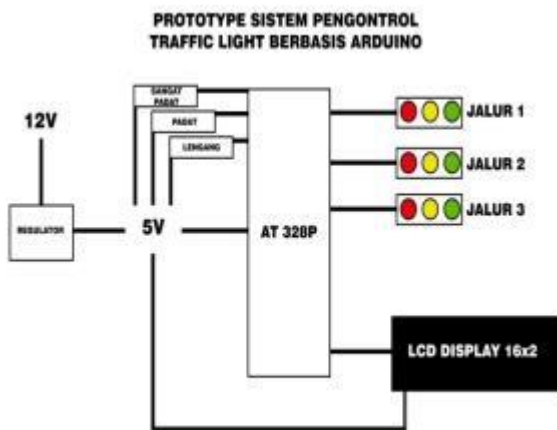 PROTOTYPE SISTEM PENGONTROL
TRAFFIC LIGHT BERBASIS ARDUINO
SANGAT
PADAT
PADAT
LENGANG
12V
REGULATOR
5V
AT 328P
JALUR 1
JALUR 2
JALUR 3
LCD DISPLAY 16x2